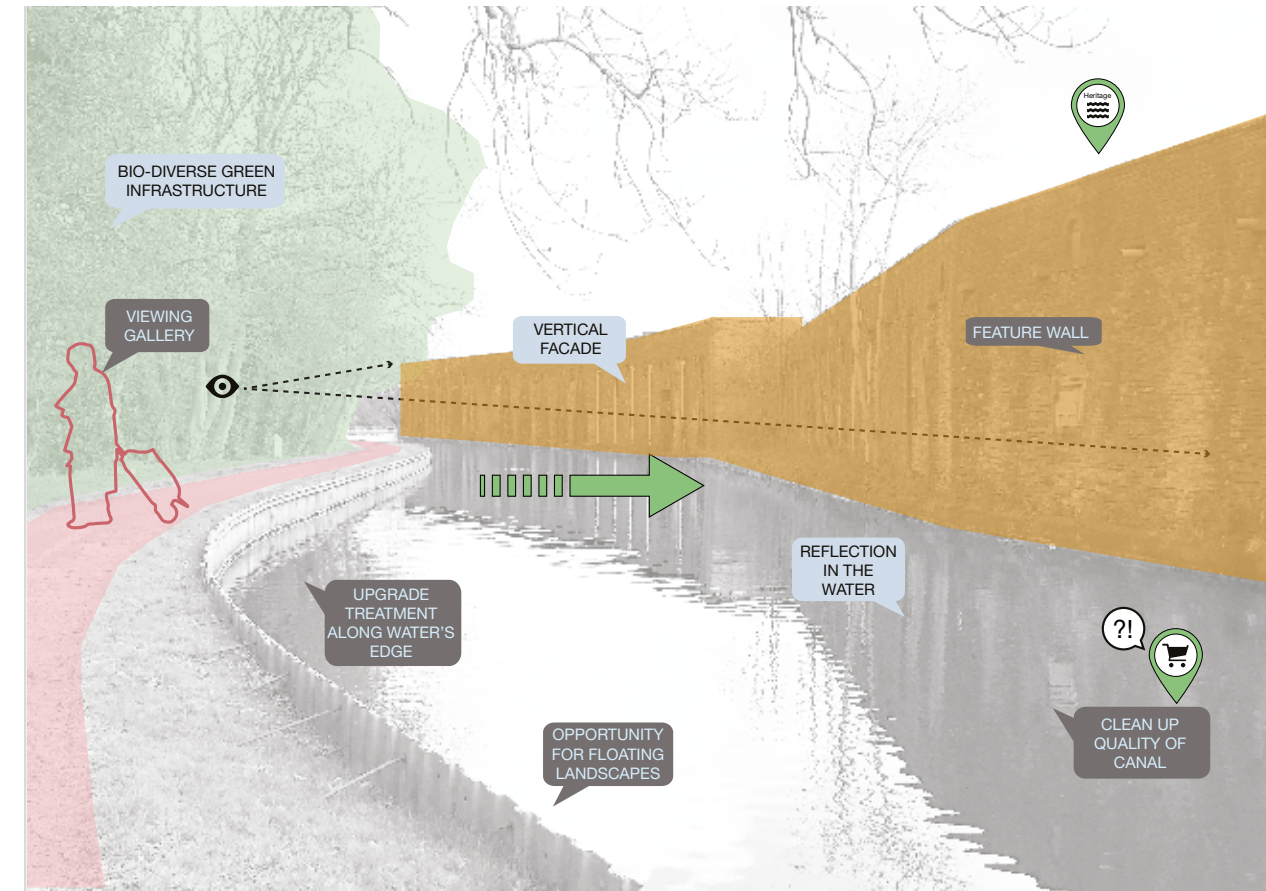 Heritage
BIO-DIVERSE GREEN
INFRASTRUCTURE
VIEWING
GALLERY
VERTICAL
FACADE
FEATURE WALL
REFLECTION
IN THE
WATER
UPGRADE
TREATMENT
ALONG WATER'S
EDGE
?!
OPPORTUNITY
FOR FLOATING
LANDSCAPES
CLEAN UP
QUALITY OF
CANAL